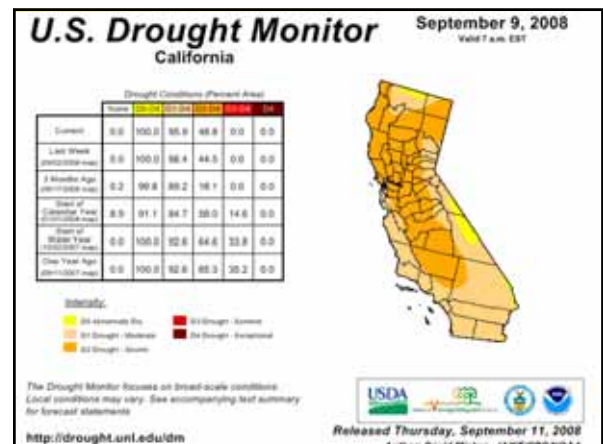 U.S. Drought Monitor
California
September 9, 2008
Valid 7 a.m. EST
Drought Conditions (Percent Area)
None D0-D4 D1-D4 D2-D4 D3-D4 D4
Current 0.0 100.0 95.9 48.8 0.0 0.0
Last Week 0.0 100.0 98.4 44.5 0.0 0.0
3 Months Ago 0.2 99.8 89.2 16.1 0.0 0.0
Start of
Calendar Year 8.9 91.1 84.7 59.0 14.6 0.0
Start of
Water Year 0.0 100.0 92.6 64.6 33.8 0.0
One Year Ago 0.0 100.0 92.6 65.3 35.2 0.0
Intensity:
D0 Abnormally Dry
D1 Drought - Moderate
D2 Drought - Severe
D3 Drought - Extreme
D4 Drought - Exceptional
The Drought Monitor focuses on broad-scale conditions.
Local conditions may vary. See accompanying text summary
for forecast statements
http://drought.unl.edu/dm
USDA
Released Thursday, September 11, 2008
Author: David